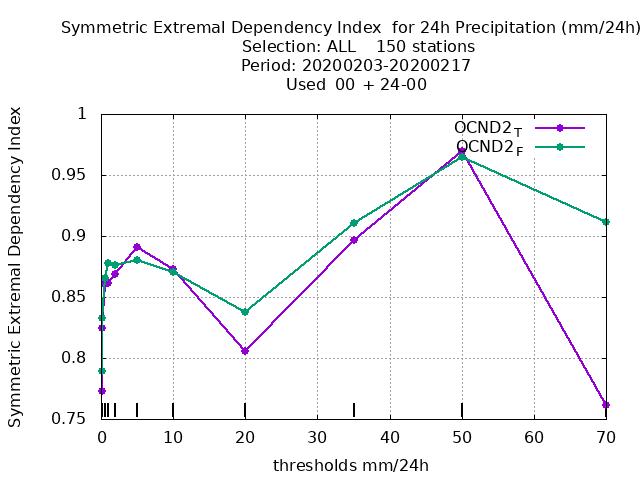 Symmetric Extremal Dependency Index  for 24h Precipitation (mm/24h)
Selection: ALL    150 stations
Period: 20200203-20200217
Used  00 + 24-00
OCND2T
OCND2F
Symmetric Extremal Dependency Index
1
0.95
0.9
0.85
0.8
0.75
0 10 20 30 40 50 60 70
thresholds mm/24h